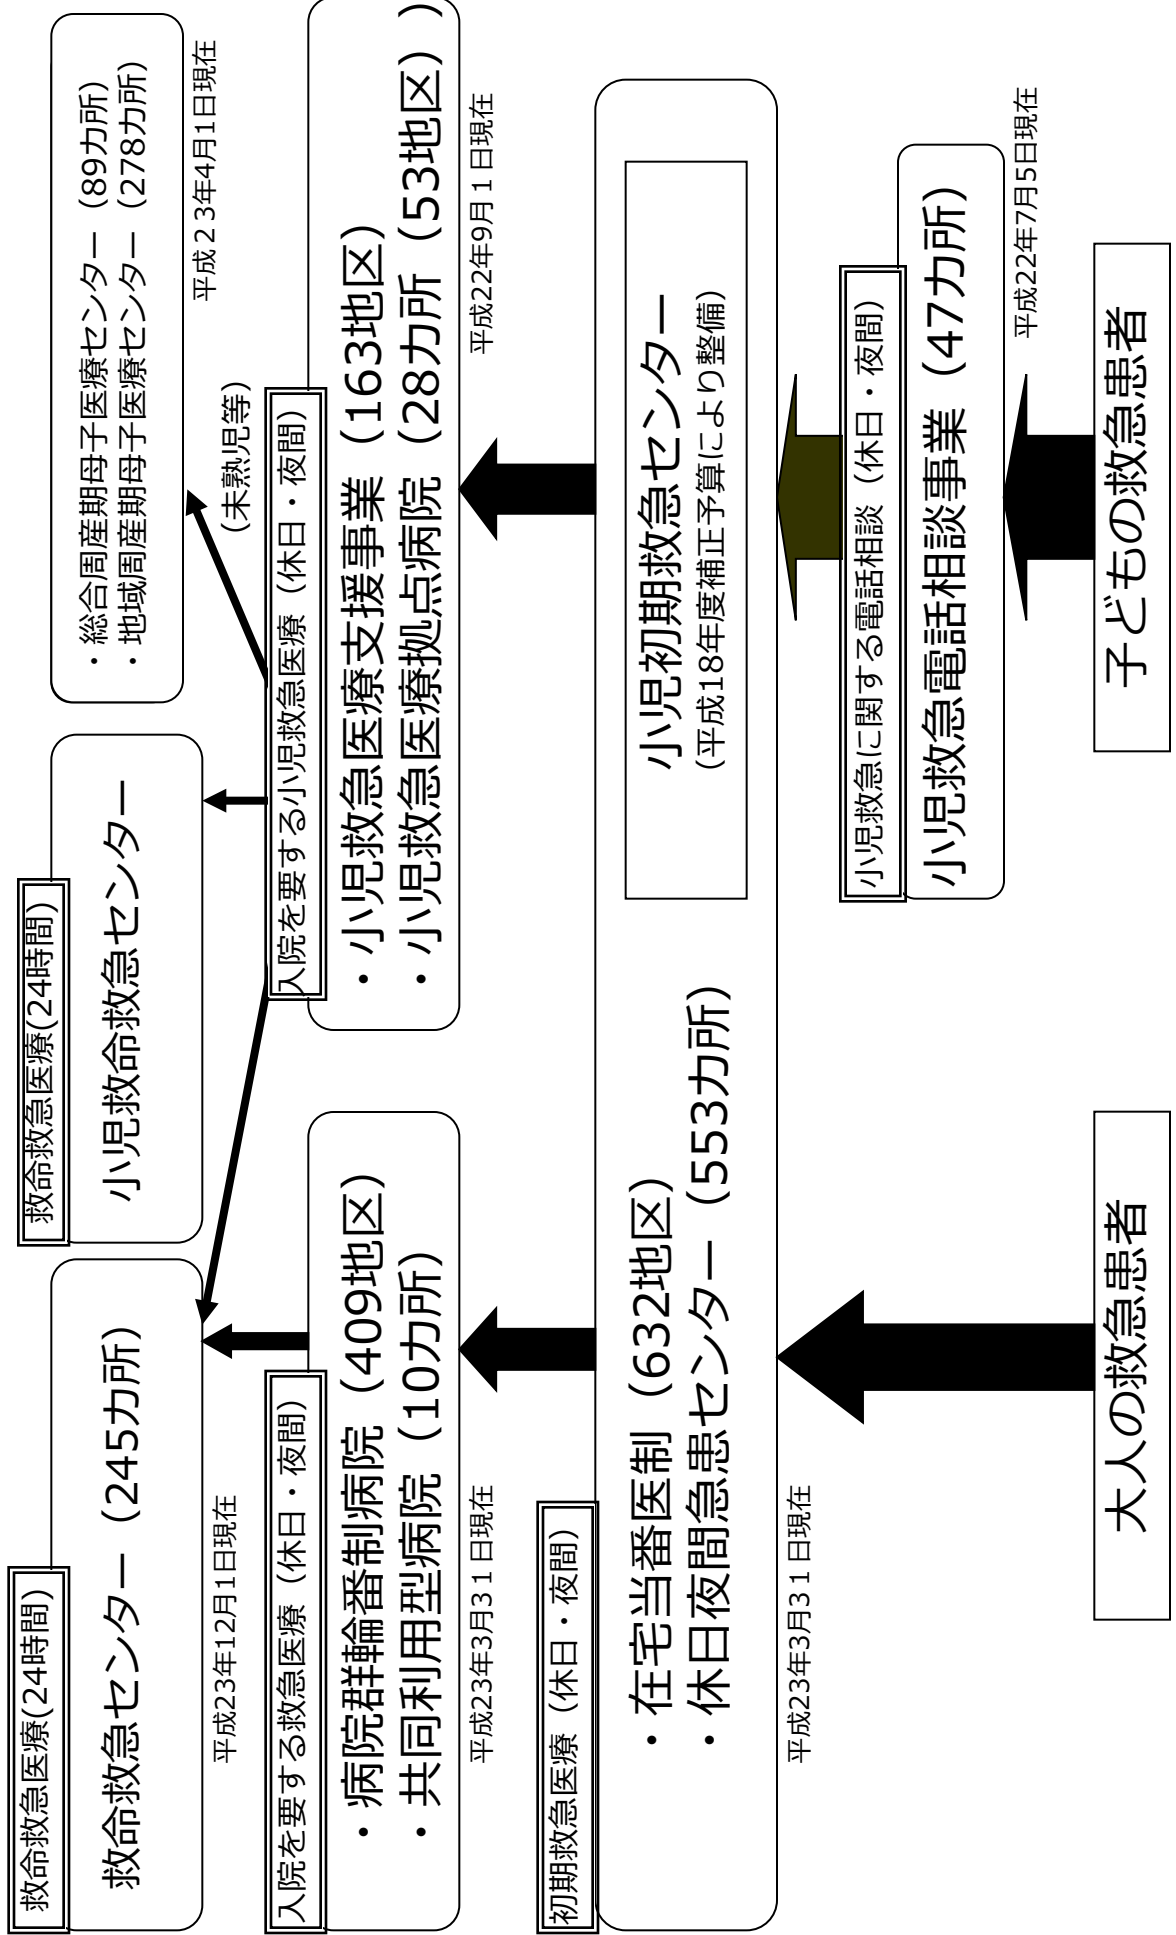 救命救急医療(24時間)
救命救急センター（245カ所）
平成23年12月1日現在
救命救急医療(24時間)
小児救命救急センター
・総合周産期母子医療センター（89カ所）
・地域周産期母子医療センター（278カ所）
平成２３年4月1日現在
（未熟児等）
入院を要する救急医療（休日・夜間）
・病院群輪番制病院（409地区）
・共同利用型病院（10カ所）
平成23年3月３１日現在
入院を要する小児救急医療（休日・夜間）
・小児救急医療支援事業（163地区）
・小児救急医療拠点病院（28カ所（53地区））
平成22年9月１日現在
初期救急医療（休日・夜間）
・在宅当番医制（632地区）
・休日夜間急患センター（553カ所）
平成23年3月３１日現在
小児初期救急センター
（平成18年度補正予算により整備）
小児救急に関する電話相談（休日・夜間）
小児救急電話相談事業（47カ所）
平成22年7月5日現在
大人の救急患者
子どもの救急患者